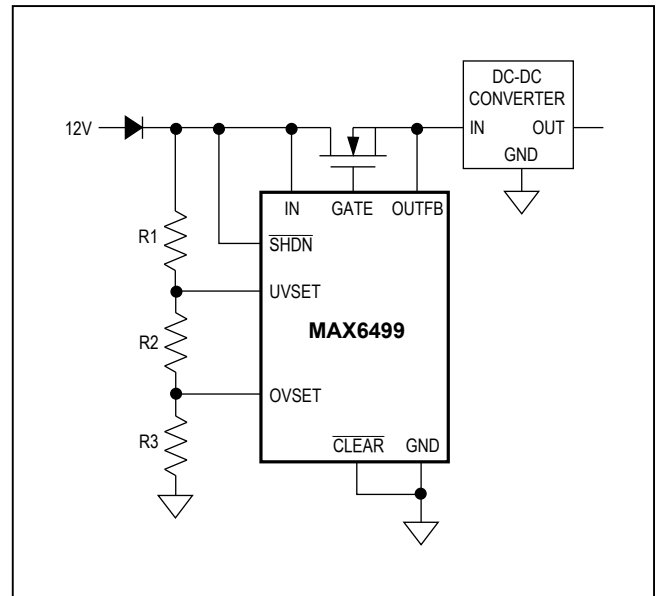 DC-DC
CONVERTER
12V
IN OUT
GND
IN GATE OUTFB
R1
SHDN
UVSET
MAX6499
R2
OVSET
R3
CLEAR GND